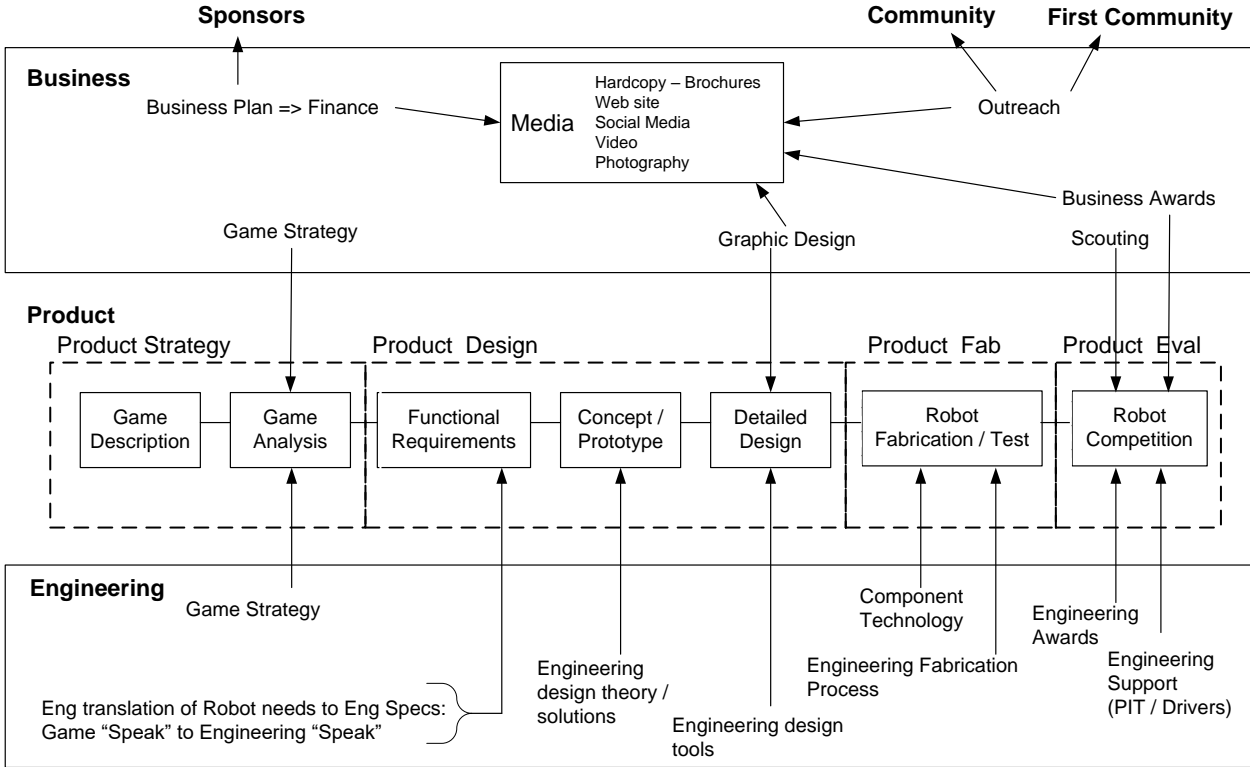 Sponsors
Community
First Community
Business
Hardcopy – Brochures
Web site
Social Media
Video
Photography
Media
Business Plan => Finance
Outreach
Business Awards
Game Strategy
Graphic Design
Scouting
Product
Product Strategy
Product Design
Product Fab
Product Eval
Game
Description
Game
Analysis
Functional
Requirements
Concept /
Prototype
Detailed
Design
Robot
Fabrication / Test
Robot
Competition
Engineering
Game Strategy
Component
Technology
Engineering
Awards
Engineering Fabrication
Process
Engineering
Support
(PIT / Drivers)
Engineering
design theory /
solutions
Eng translation of Robot needs to Eng Specs:
Game “Speak” to Engineering “Speak”
Engineering design
tools